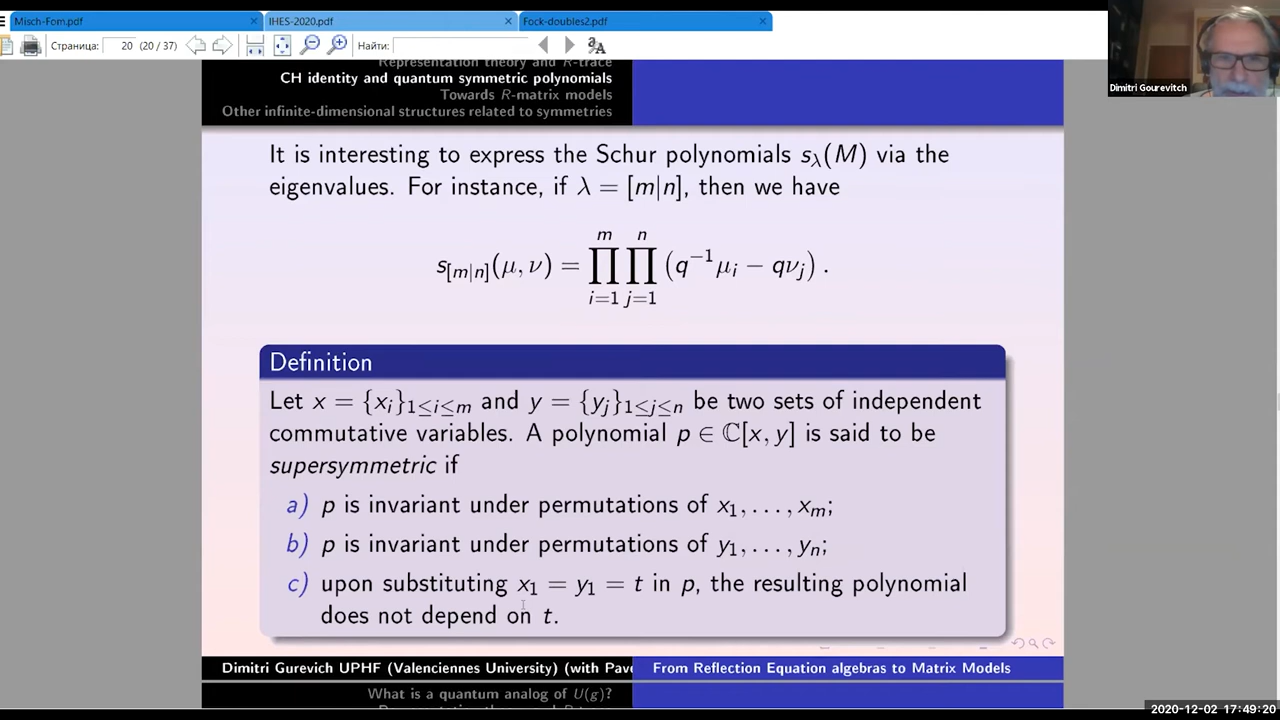 Misch-Fom.pdf × IHES-2020.pdf × Fock-doubles2.pdf ×
Страница: 20 (20 / 37) Найти:
Dimitri Gourevitch
Representation theory and R-trace
CH identity and quantum symmetric polynomials
Towards R-matrix models
Other infinite-dimensional structures related to symmetries
It is interesting to express the Schur polynomials s_λ(M) via the
eigenvalues. For instance, if λ = [m|n], then we have
s_{[m|n]}(μ, ν) = ∏_{i=1}^{m} ∏_{j=1}^{n} (q^{-1}μ_i − qν_j) .
Definition
Let x = {x_i}_{1≤i≤m} and y = {y_j}_{1≤j≤n} be two sets of independent
commutative variables. A polynomial p ∈ ℂ[x, y] is said to be
supersymmetric if
a) p is invariant under permutations of x_1, . . . , x_m;
b) p is invariant under permutations of y_1, . . . , y_n;
c) upon substituting x_1 = y_1 = t in p, the resulting polynomial
does not depend on t.
Dimitri Gurevich UPHF (Valenciennes University) (with Pave From Reflection Equation algebras to Matrix Models
What is a quantum analog of U(g)?
2020-12-02 17:49:20